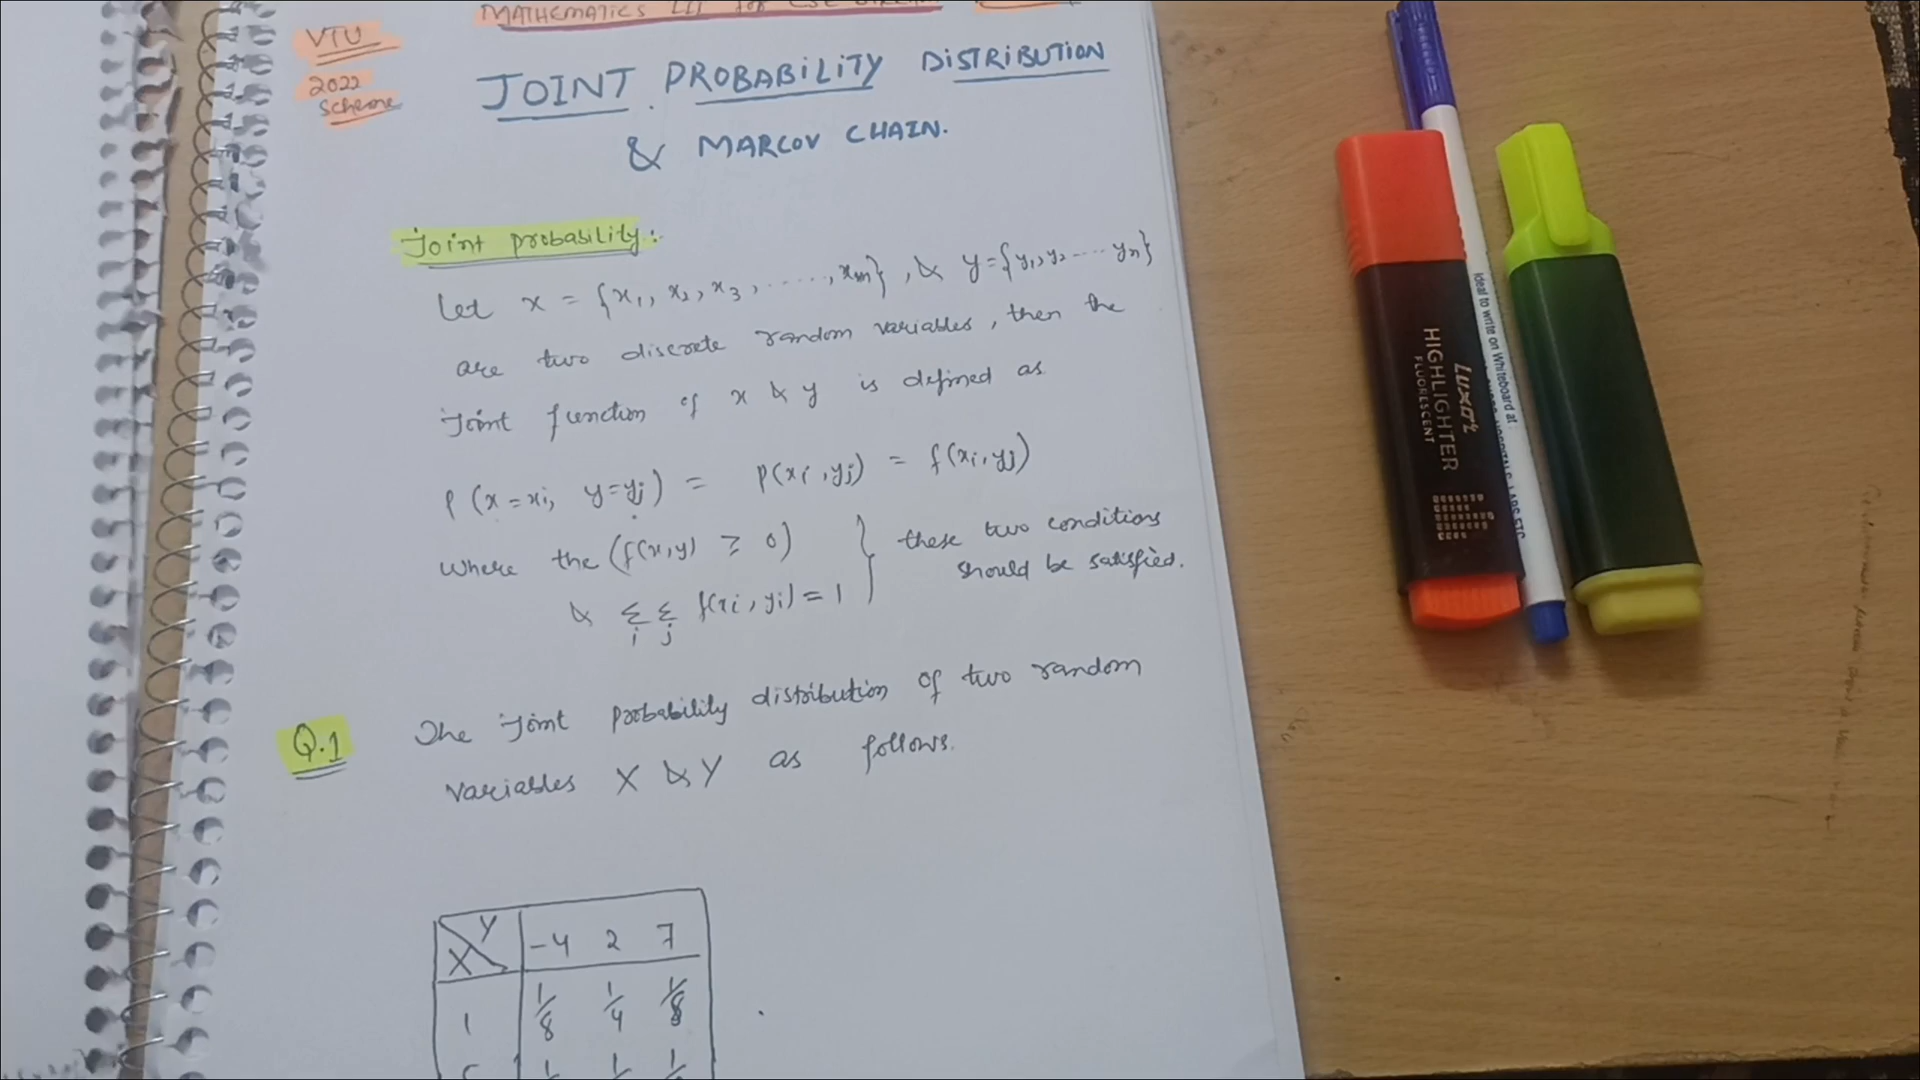 MATHEMATICS III for CSE
VTU
2022
Scheme
JOINT PROBABILITY DISTRIBUTION
& MARCOV CHAIN.
Joint probability:
Let x = {x1, x2, x3, ......, xm}, & y={y1, y2 ..... yn}
are two discrete random variables, then the
Joint function of x & y is defined as
P(x=xi, y=yj) = P(xi, yj) = f(xi, yj)
where the (f(x,y) ≥ 0) } these two conditions
should be satisfied.
& Σi Σj f(xi, yi) = 1
Q.1 The Joint probability distribution of two random
variables X & Y as follows.
Y
X -4 2 7
1 1/8 1/4 1/8
Luxor
HIGHLIGHTER
FLUORESCENT
Ideal to write on Whiteboard at